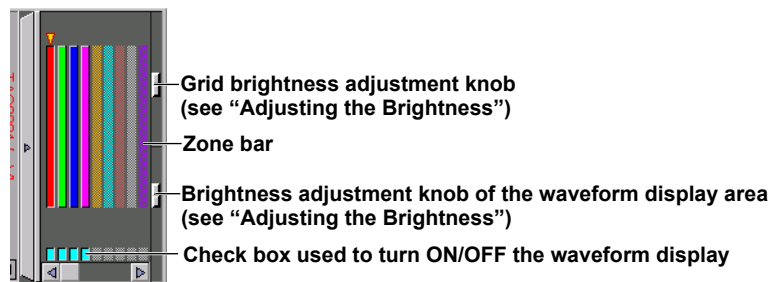 Grid brightness adjustment knob
(see “Adjusting the Brightness”)
Zone bar
Brightness adjustment knob of the waveform display area
(see “Adjusting the Brightness”)
Check box used to turn ON/OFF the waveform display